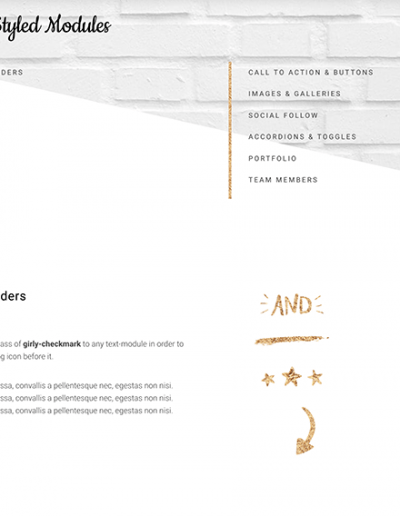 Styled Modules
DERS
CALL TO ACTION & BUTTONS
IMAGES & GALLERIES
SOCIAL FOLLOW
ACCORDIONS & TOGGLES
PORTFOLIO
TEAM MEMBERS
ders
AND
ass of girly-checkmark to any text-module in order to
g icon before it.
ssa, convallis a pellentesque nec, egestas non nisi.
ssa, convallis a pellentesque nec, egestas non nisi.
ssa, convallis a pellentesque nec, egestas non nisi.